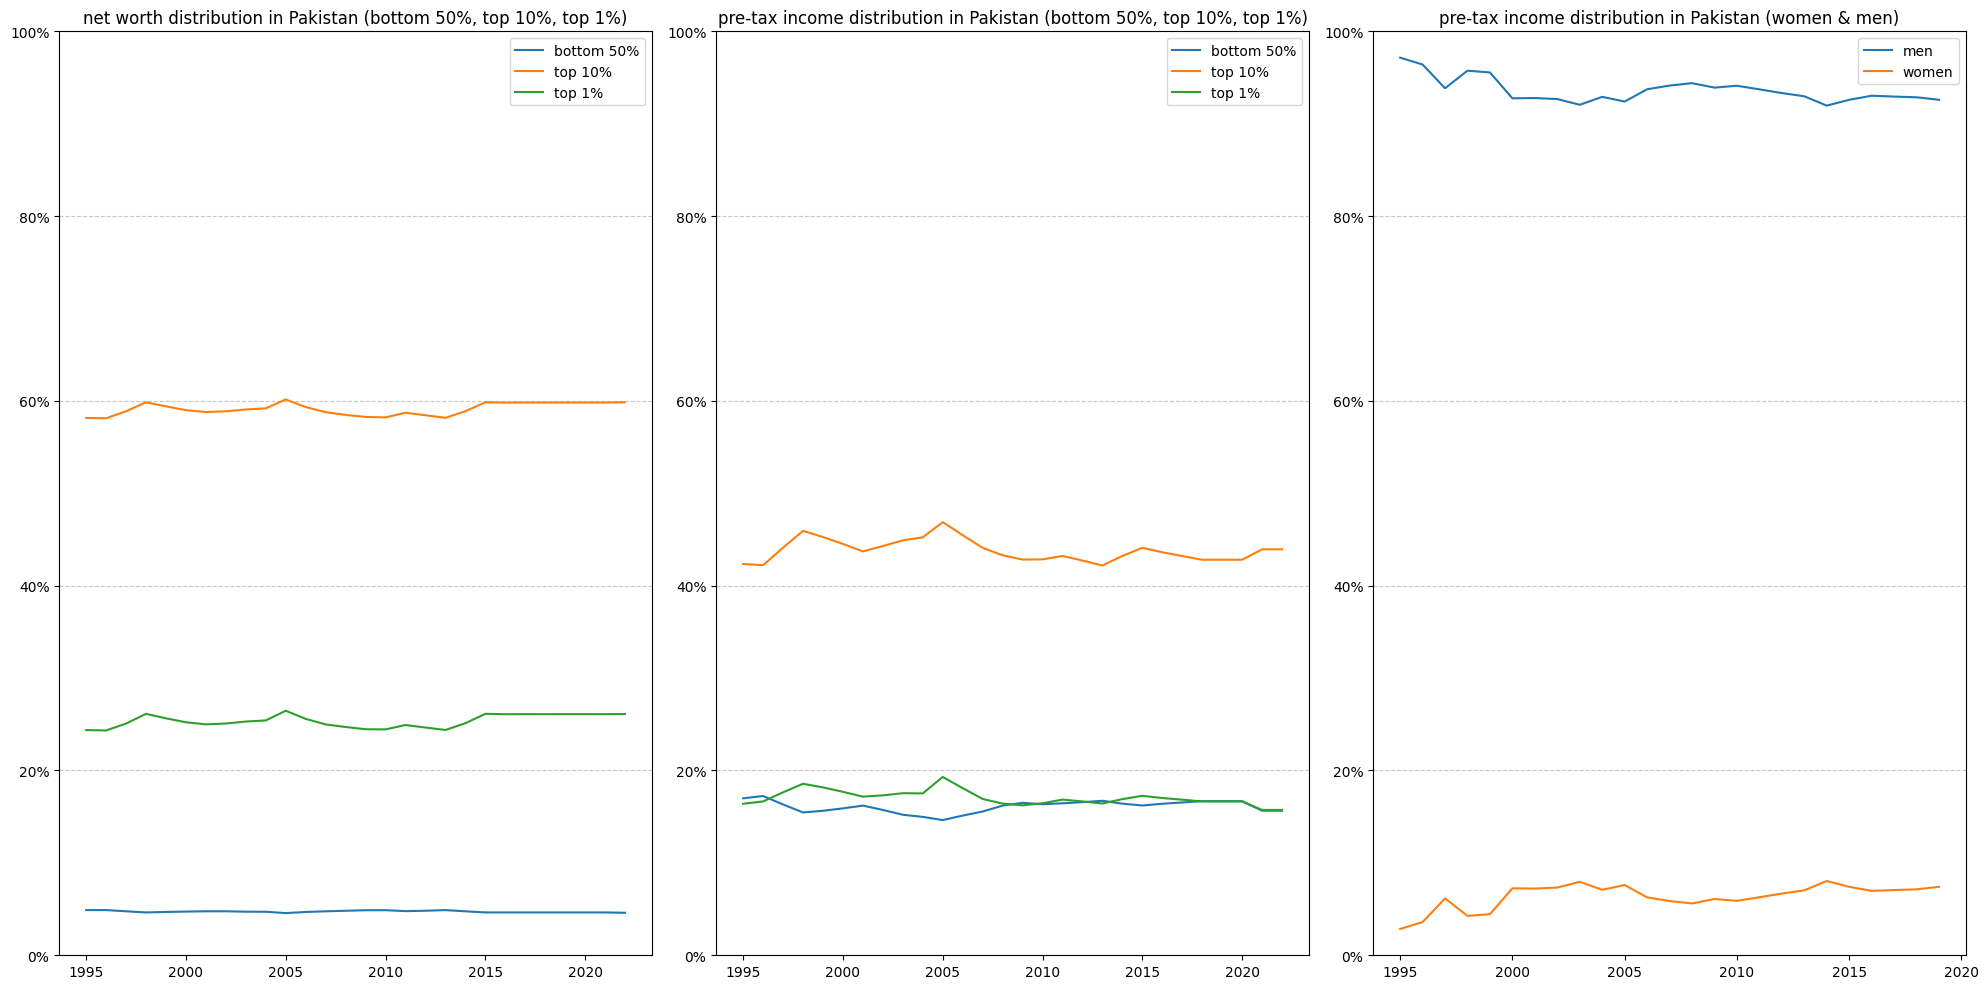 net worth distribution in Pakistan (bottom 50%, top 10%, top 1%)
100%
80%
60%
40%
20%
0%
1995 2000 2005 2010 2015 2020
bottom 50%
top 10%
top 1%
pre-tax income distribution in Pakistan (bottom 50%, top 10%, top 1%)
100%
80%
60%
40%
20%
0%
1995 2000 2005 2010 2015 2020
bottom 50%
top 10%
top 1%
pre-tax income distribution in Pakistan (women & men)
100%
80%
60%
40%
20%
0%
1995 2000 2005 2010 2015 2020
men
women